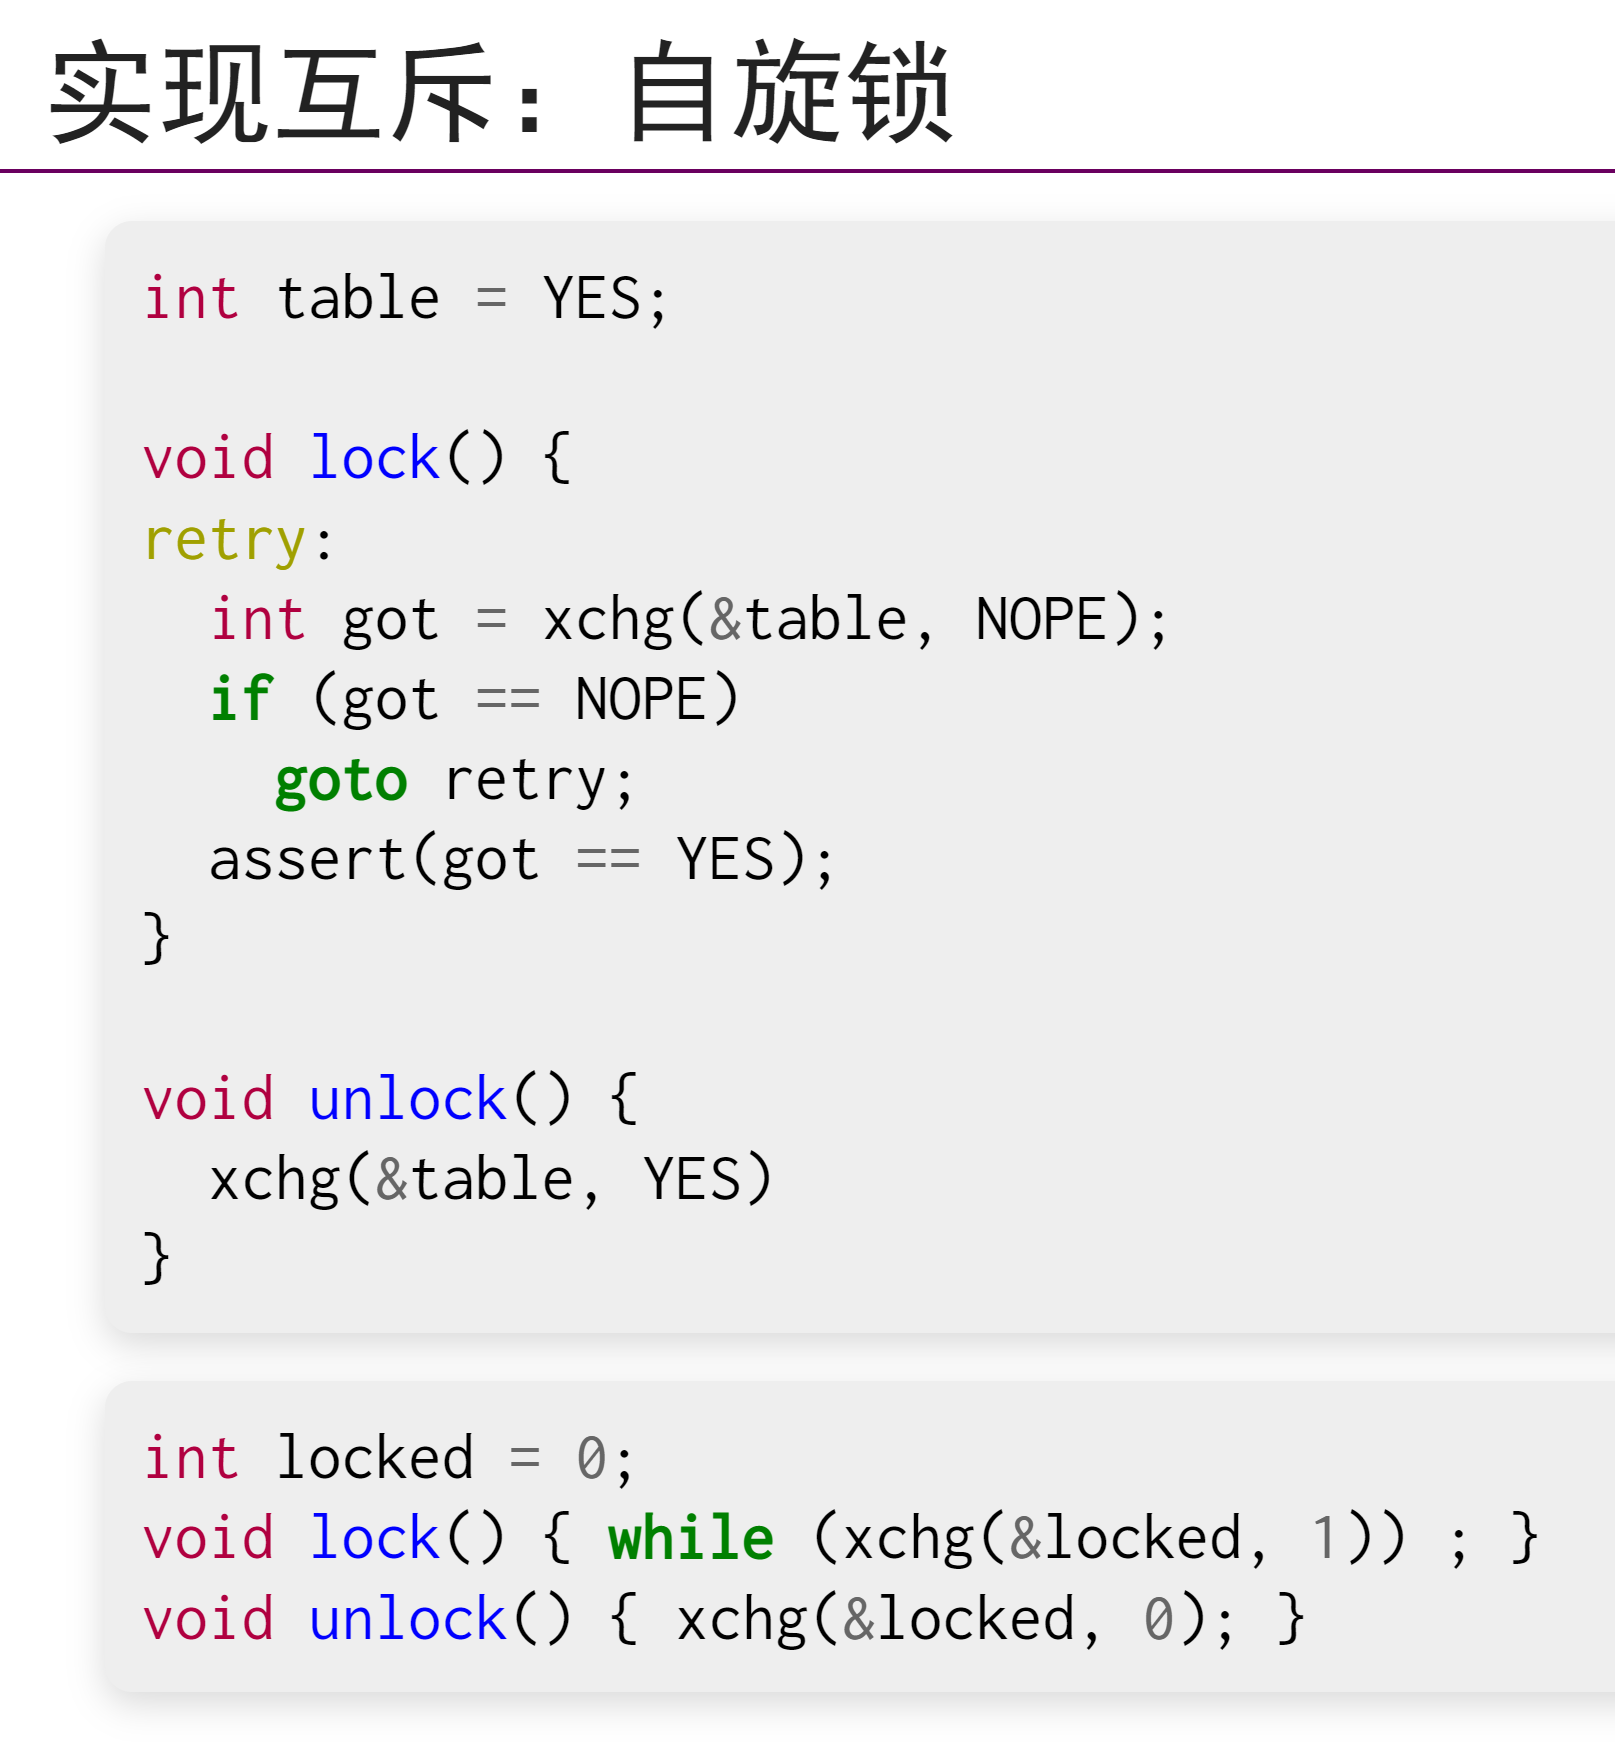 实现互斥：自旋锁
int table = YES;
void lock() {
retry:
  int got = xchg(&table, NOPE);
  if (got == NOPE)
    goto retry;
  assert(got == YES);
}
void unlock() {
  xchg(&table, YES)
}
int locked = 0;
void lock() { while (xchg(&locked, 1)) ; }
void unlock() { xchg(&locked, 0); }